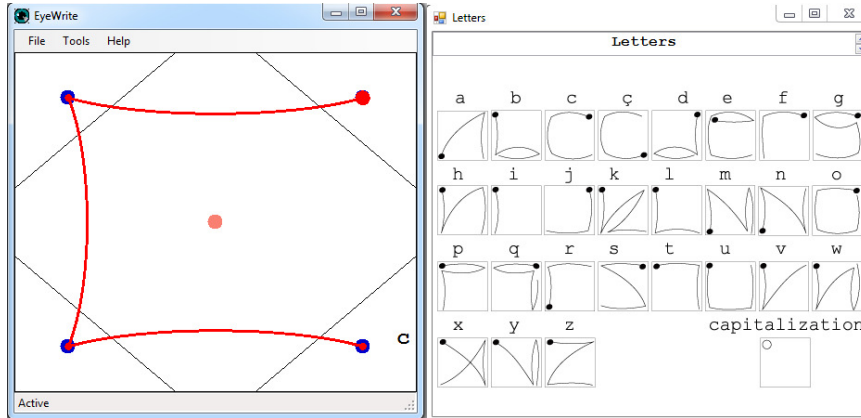 EyeWrite
File Tools Help
c
Active
Letters
Letters
a b c ç d e f g
h i j k l m n o
p q r s t u v w
x y z capitalization